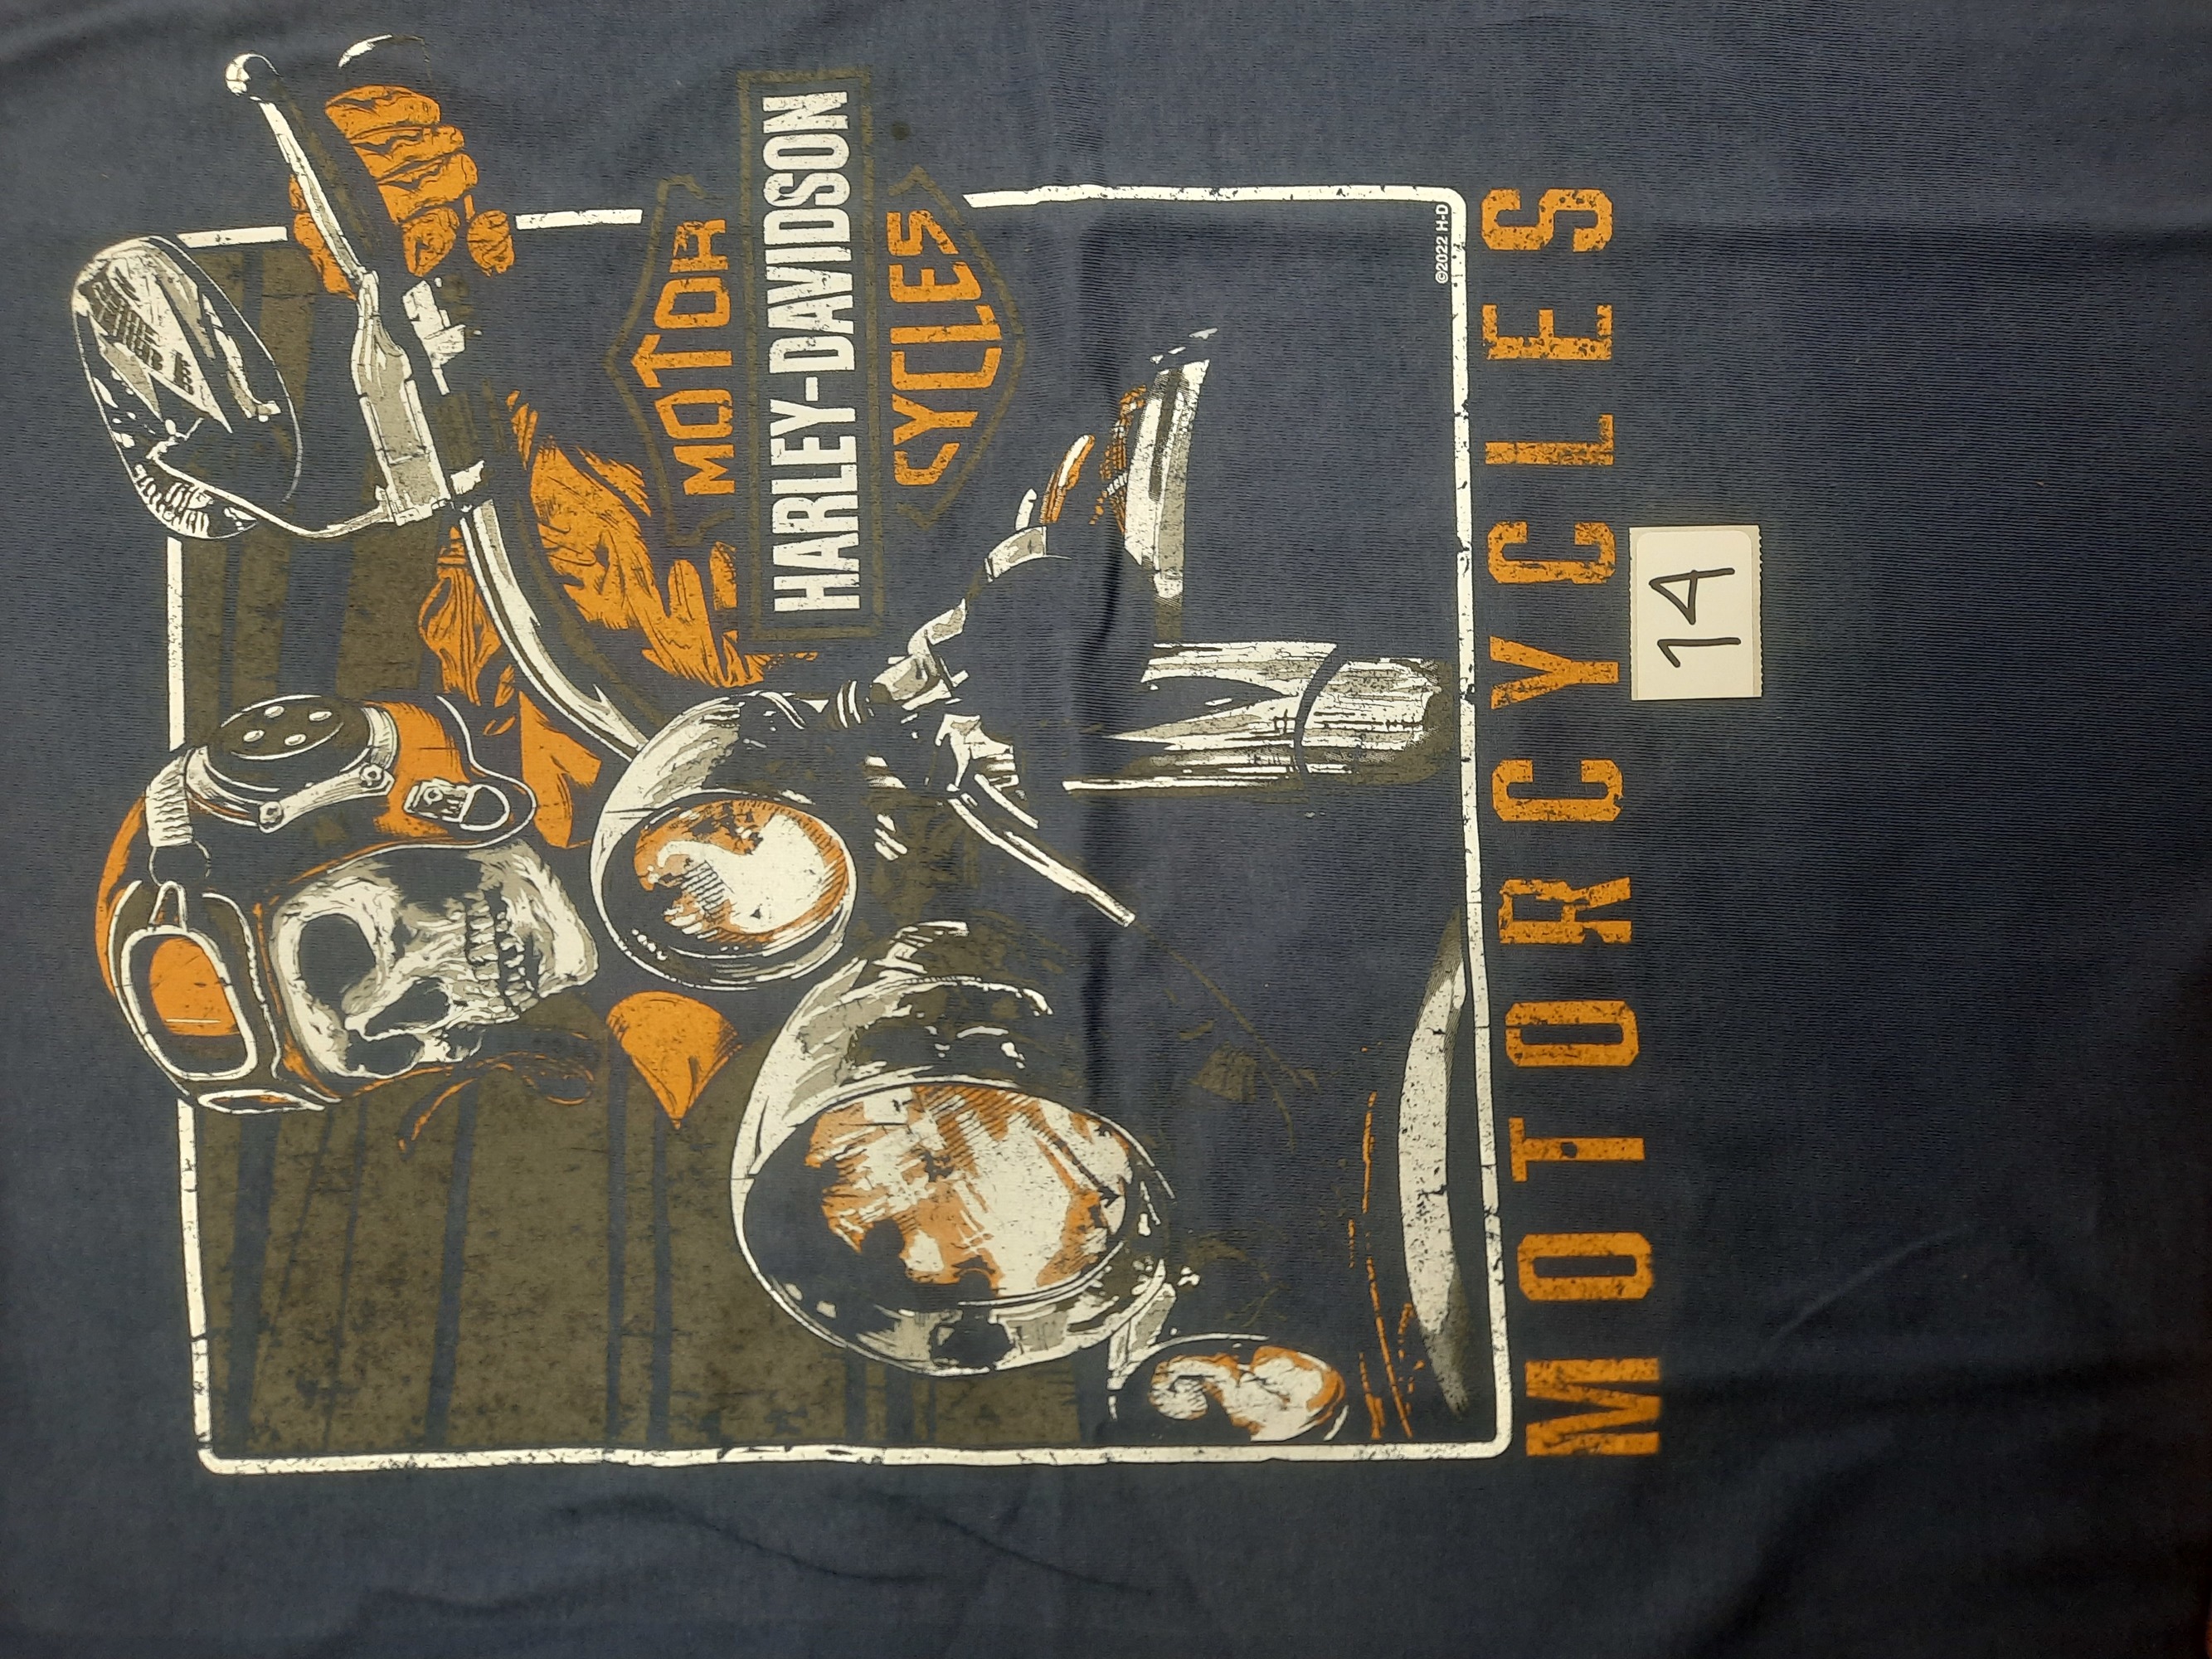 MOTOR
HARLEY-DAVIDSON
CYCLES
©2022 H-D
MOTORCYCLES
14